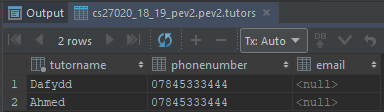 Output cs27020_18_19_pev2.pev2.tutors
2 rows Tx: Auto DB
tutorname phonenumber email
1 Dafydd 07845333444 <null>
2 Ahmed 07845333444 <null>